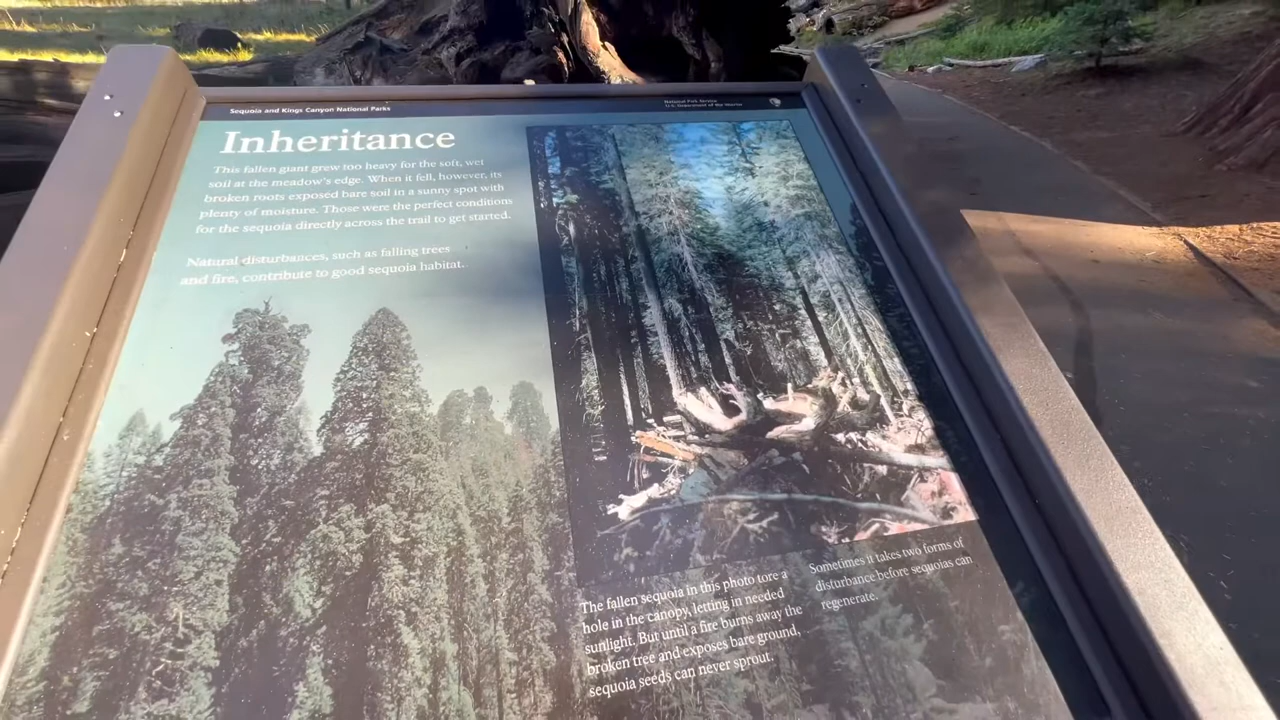 Sequoia and Kings Canyon National Parks
National Park Service
U.S. Department of the Interior
Inheritance
This fallen giant grew too heavy for the soft, wet
soil at the meadow's edge. When it fell, however, its
broken roots exposed bare soil in a sunny spot with
plenty of moisture. Those were the perfect conditions
for the sequoia directly across the trail to get started.
Natural disturbances, such as falling trees
and fire, contribute to good sequoia habitat.
The fallen sequoia in this photo tore a
hole in the canopy, letting in needed
sunlight. But until a fire burns away the
broken tree and exposes bare ground,
sequoia seeds can never sprout.
Sometimes it takes two forms of
disturbance before sequoias can
regenerate.